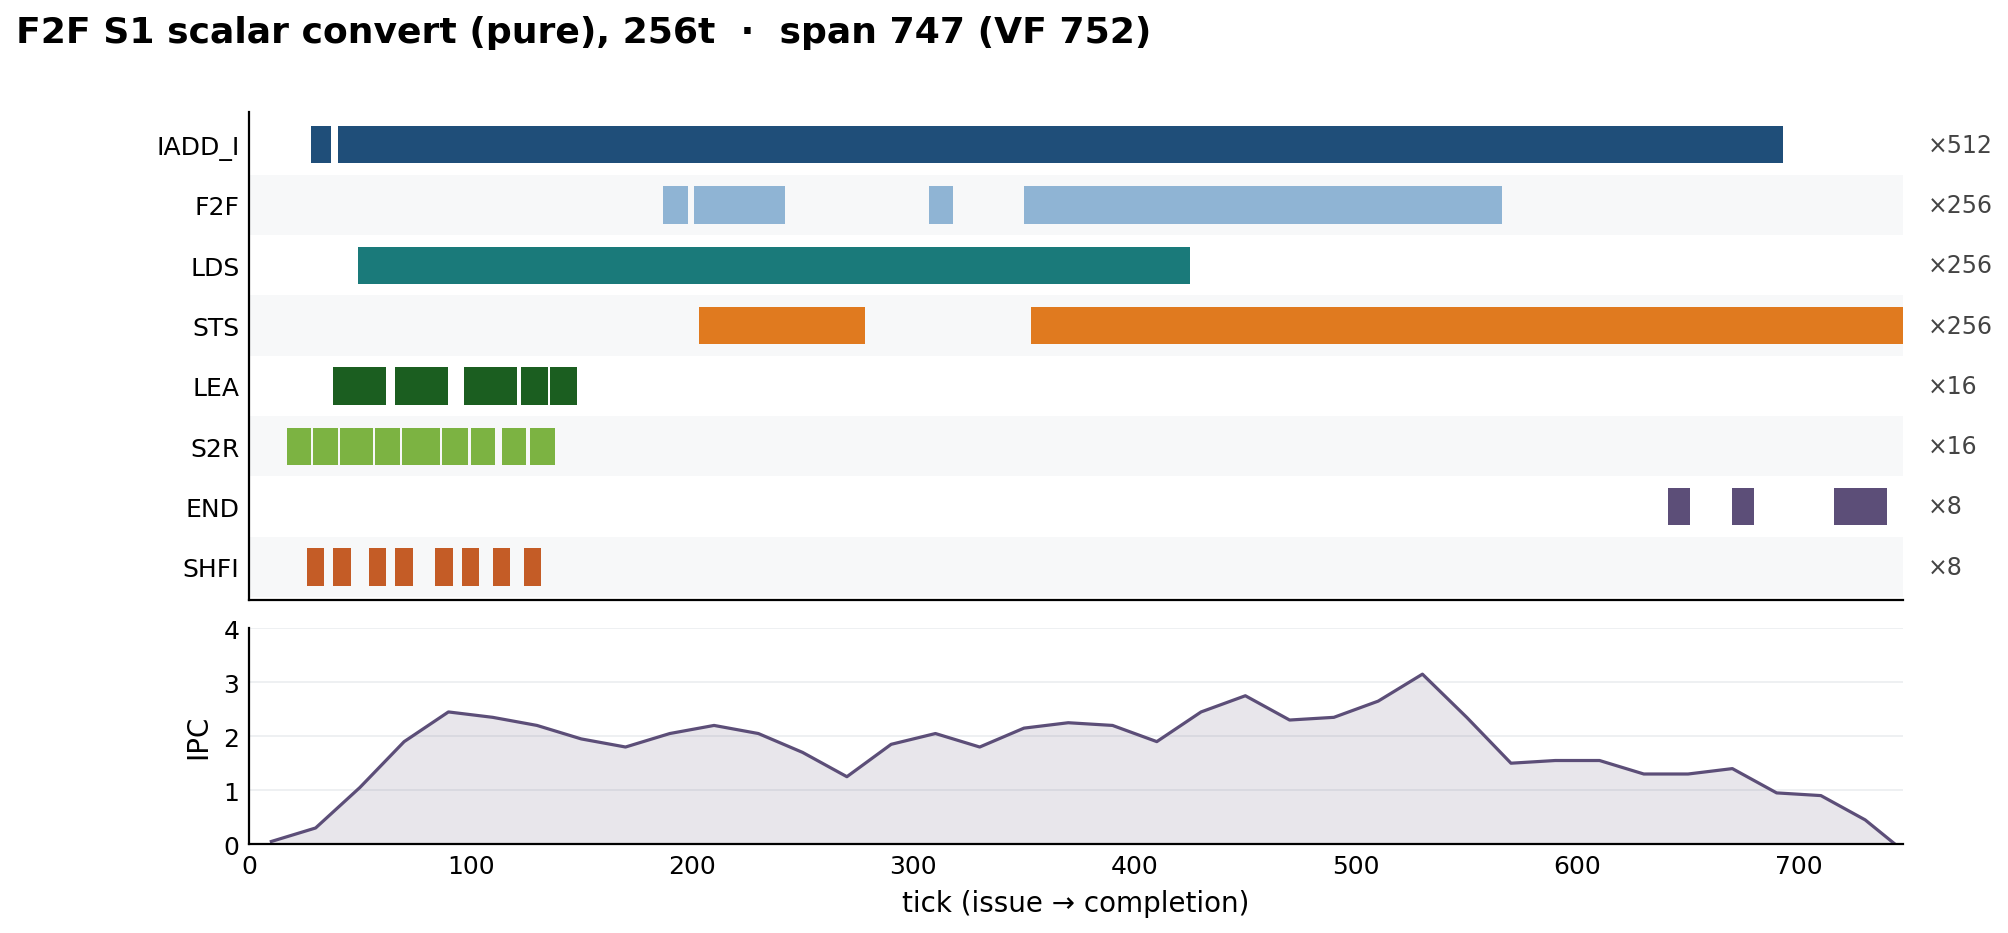 F2F S1 scalar convert (pure), 256t · span 747 (VF 752)
IADD_I ×512
F2F ×256
LDS ×256
STS ×256
LEA ×16
S2R ×16
END ×8
SHFI ×8
4
3
2
1
0
IPC
0 100 200 300 400 500 600 700
tick (issue → completion)